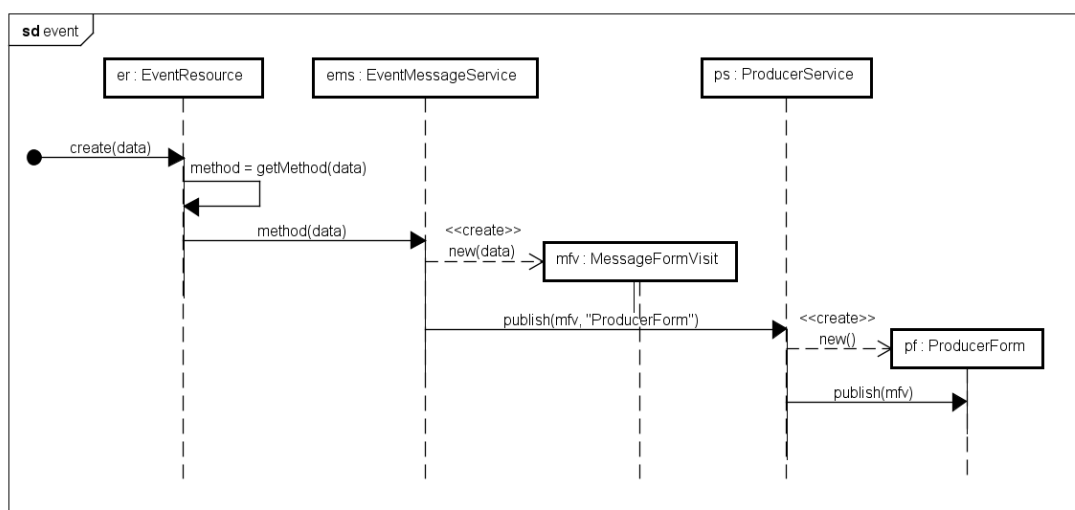 sd event
er : EventResource
ems : EventMessageService
ps : ProducerService
create(data)
method = getMethod(data)
method(data)
<<create>>
new(data)
mfv : MessageFormVisit
publish(mfv, "ProducerForm")
<<create>>
new()
pf : ProducerForm
publish(mfv)